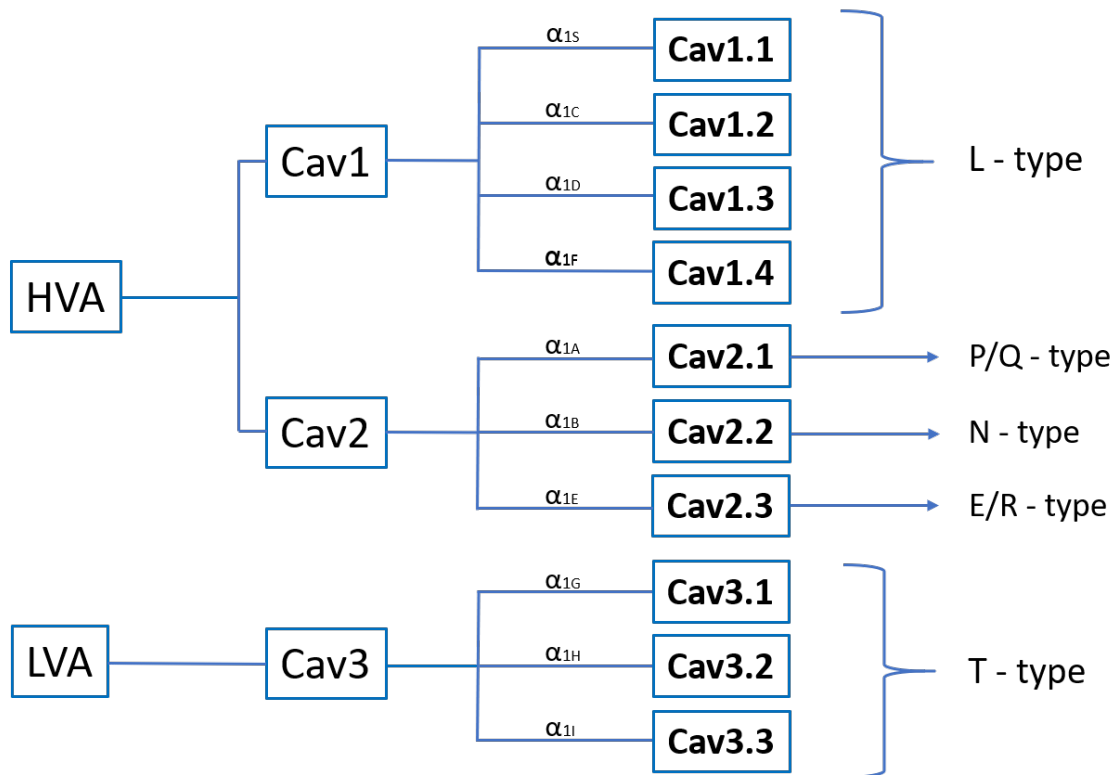 HVA
Cav1
α1S
Cav1.1
α1C
Cav1.2
α1D
Cav1.3
α1F
Cav1.4
L - type
Cav2
α1A
Cav2.1
P/Q - type
α1B
Cav2.2
N - type
α1E
Cav2.3
E/R - type
LVA
Cav3
α1G
Cav3.1
α1H
Cav3.2
α1I
Cav3.3
T - type